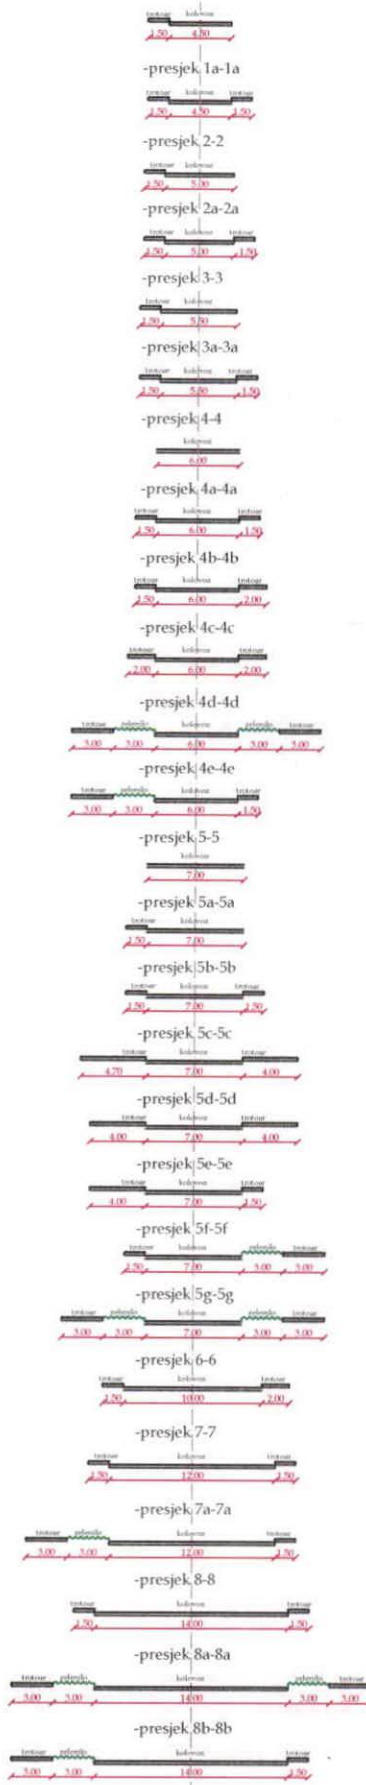 trotoar kolovoz
1.50 4.50
-presjek 1a-1a
trotoar kolovoz trotoar
1.50 4.50 1.50
-presjek 2-2
trotoar kolovoz
1.50 5.00
-presjek 2a-2a
trotoar kolovoz trotoar
1.50 5.00 1.50
-presjek 3-3
trotoar kolovoz
1.50 5.50
-presjek 3a-3a
trotoar kolovoz trotoar
1.50 5.50 1.50
-presjek 4-4
kolovoz
6.00
-presjek 4a-4a
trotoar kolovoz trotoar
1.50 6.00 1.50
-presjek 4b-4b
trotoar kolovoz trotoar
1.50 6.00 2.00
-presjek 4c-4c
trotoar kolovoz trotoar
2.00 6.00 2.00
-presjek 4d-4d
trotoar zelenilo kolovoz zelenilo trotoar
3.00 3.00 6.00 3.00 3.00
-presjek 4e-4e
trotoar zelenilo kolovoz trotoar
3.00 3.00 6.00 1.50
-presjek 5-5
kolovoz
7.00
-presjek 5a-5a
trotoar kolovoz
1.50 7.00
-presjek 5b-5b
trotoar kolovoz trotoar
1.50 7.00 1.50
-presjek 5c-5c
trotoar kolovoz trotoar
4.70 7.00 4.00
-presjek 5d-5d
trotoar kolovoz trotoar
4.00 7.00 4.00
-presjek 5e-5e
trotoar kolovoz trotoar
4.00 7.00 1.50
-presjek 5f-5f
trotoar kolovoz zelenilo trotoar
1.50 7.00 3.00 3.00
-presjek 5g-5g
trotoar zelenilo kolovoz zelenilo trotoar
3.00 3.00 7.00 3.00 3.00
-presjek 6-6
trotoar kolovoz trotoar
1.50 10.00 2.00
-presjek 7-7
trotoar kolovoz trotoar
1.50 12.00 1.50
-presjek 7a-7a
trotoar zelenilo kolovoz trotoar
3.00 3.00 12.00 1.50
-presjek 8-8
trotoar kolovoz trotoar
1.50 14.00 1.50
-presjek 8a-8a
trotoar zelenilo kolovoz zelenilo trotoar
3.00 3.00 14.00 3.00 3.00
-presjek 8b-8b
trotoar zelenilo kolovoz trotoar
3.00 3.00 14.00 1.50